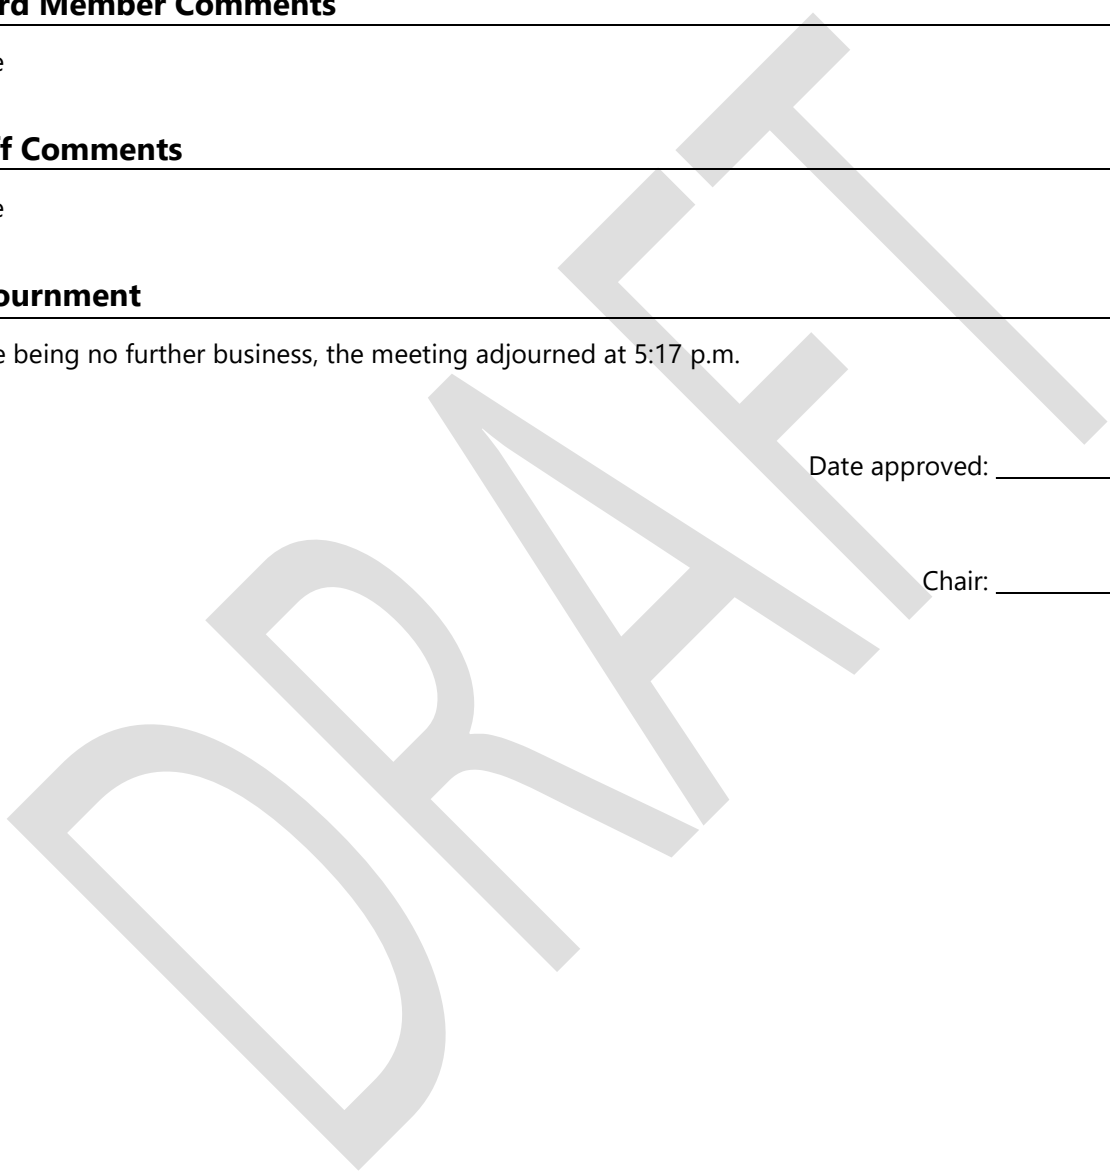 rd Member Comments
e
f Comments
e
ournment
e being no further business, the meeting adjourned at 5:17 p.m.
Date approved:
Chair:
DRAFT